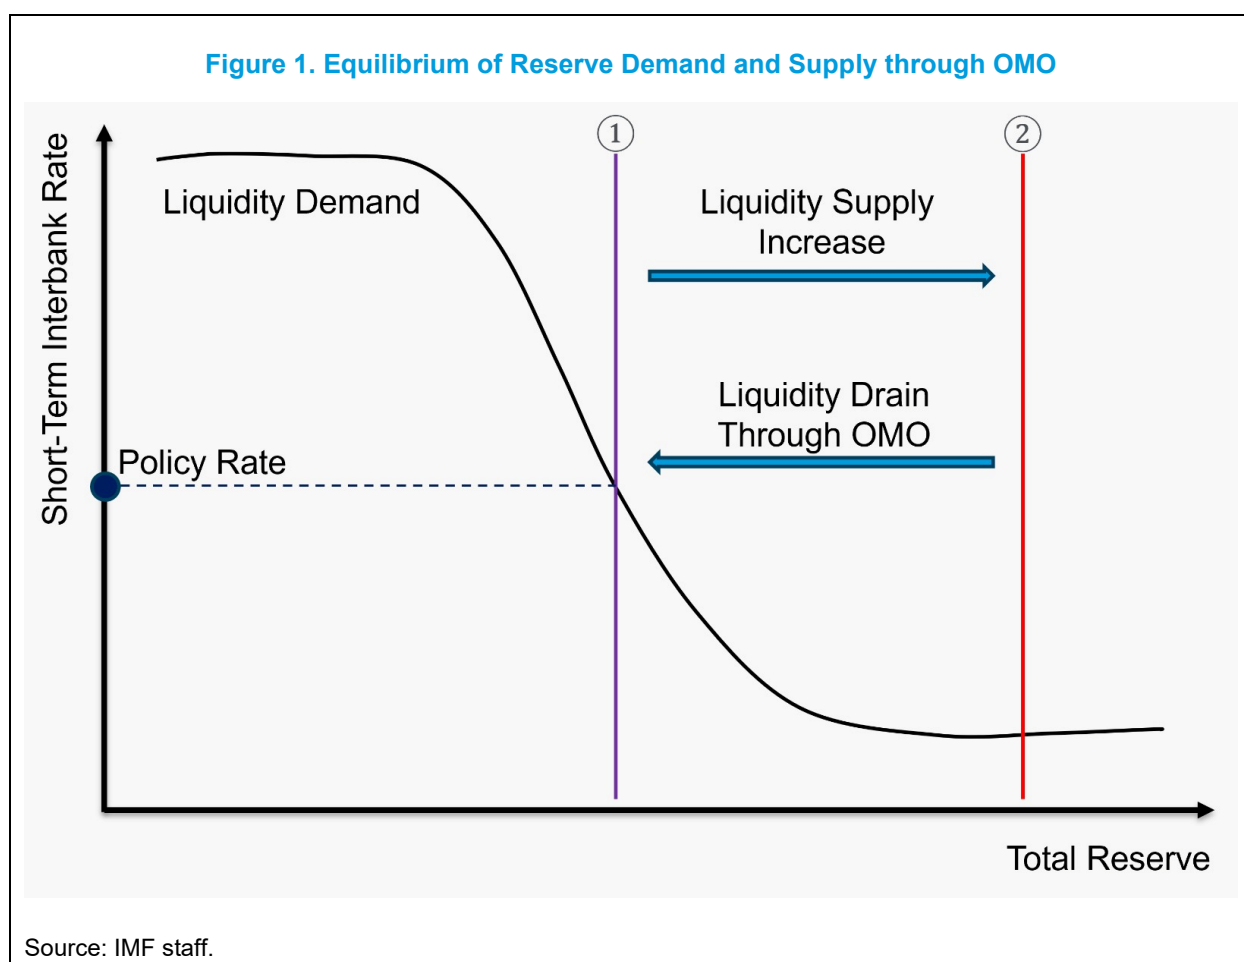 Figure 1. Equilibrium of Reserve Demand and Supply through OMO
①
②
Short-Term Interbank Rate
Liquidity Demand
Liquidity Supply
Increase
Liquidity Drain
Through OMO
Policy Rate
Total Reserve
Source: IMF staff.